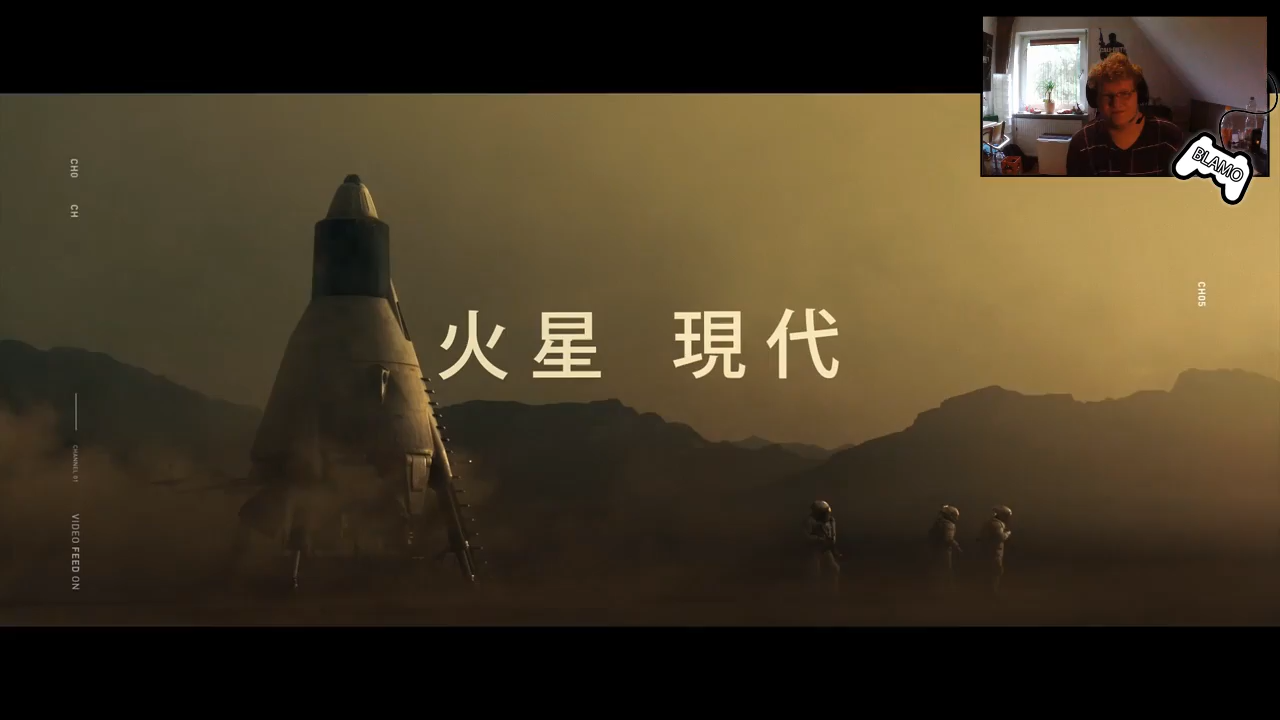 CH0
CH
火星 現代
CH05
CHANNEL 01
VIDEO FEED ON
BLAMO